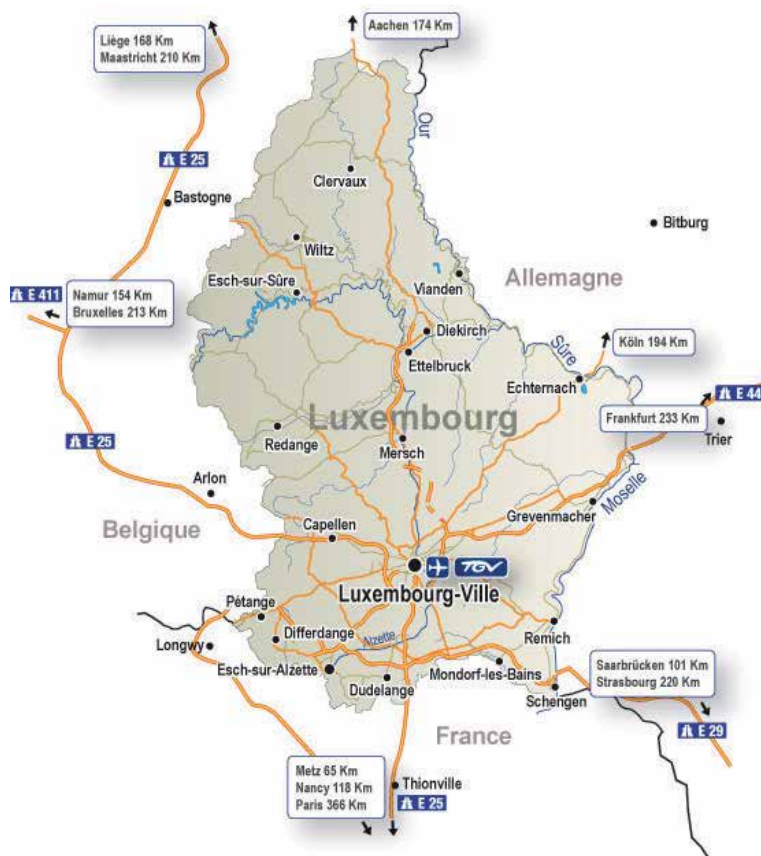 Aachen 174 Km
Liège 168 Km
Maastricht 210 Km
Our
E 25
Clervaux
Bastogne
Bitburg
Wiltz
Allemagne
Esch-sur-Sûre
Vianden
E 411
Namur 154 Km
Bruxelles 213 Km
Diekirch
Sûre
Köln 194 Km
Ettelbruck
Echternach
E 44
Luxembourg
Frankfurt 233 Km
E 25
Redange
Mersch
Trier
Arlon
Moselle
Grevenmacher
Belgique
Capellen
TGV
Luxembourg-Ville
Pétange
Differdange
Alzette
Remich
Longwy
Esch-sur-Alzette
Mondorf-les-Bains
Saarbrücken 101 Km
Strasbourg 220 Km
Dudelange
Schengen
E 29
France
Metz 65 Km
Nancy 118 Km
Paris 366 Km
Thionville
E 25